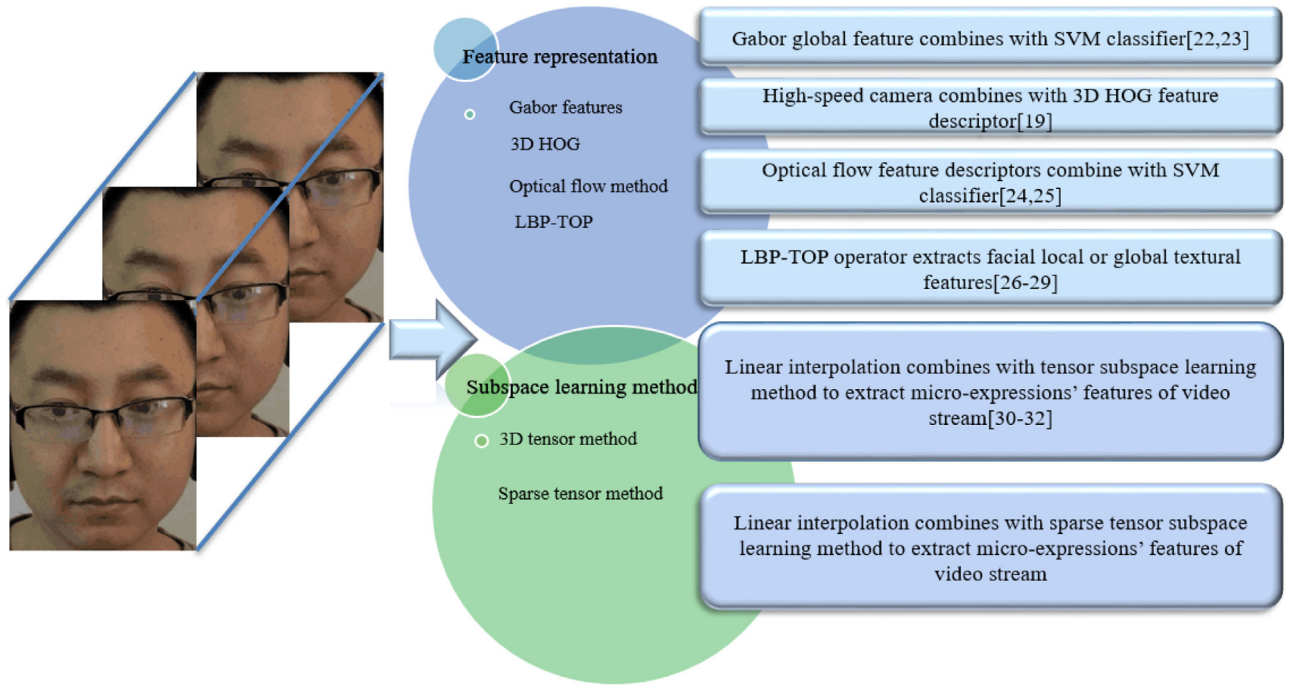 Feature representation
Gabor features
3D HOG
Optical flow method
LBP-TOP
Gabor global feature combines with SVM classifier[22,23]
High-speed camera combines with 3D HOG feature
descriptor[19]
Optical flow feature descriptors combine with SVM
classifier[24,25]
LBP-TOP operator extracts facial local or global textural
features[26-29]
Subspace learning method
3D tensor method
Sparse tensor method
Linear interpolation combines with tensor subspace learning
method to extract micro-expressions’ features of video
stream[30-32]
Linear interpolation combines with sparse tensor subspace
learning method to extract micro-expressions’ features of
video stream